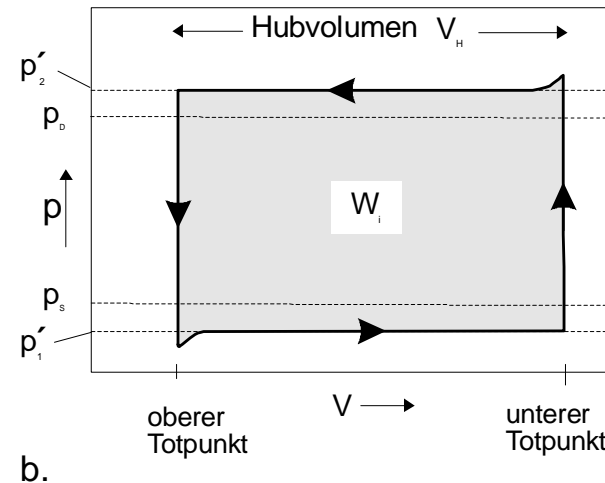 Hubvolumen V_H
p´_2
p_D
W_i
p
p_S
p´_1
V
oberer
Totpunkt
unterer
Totpunkt
b.